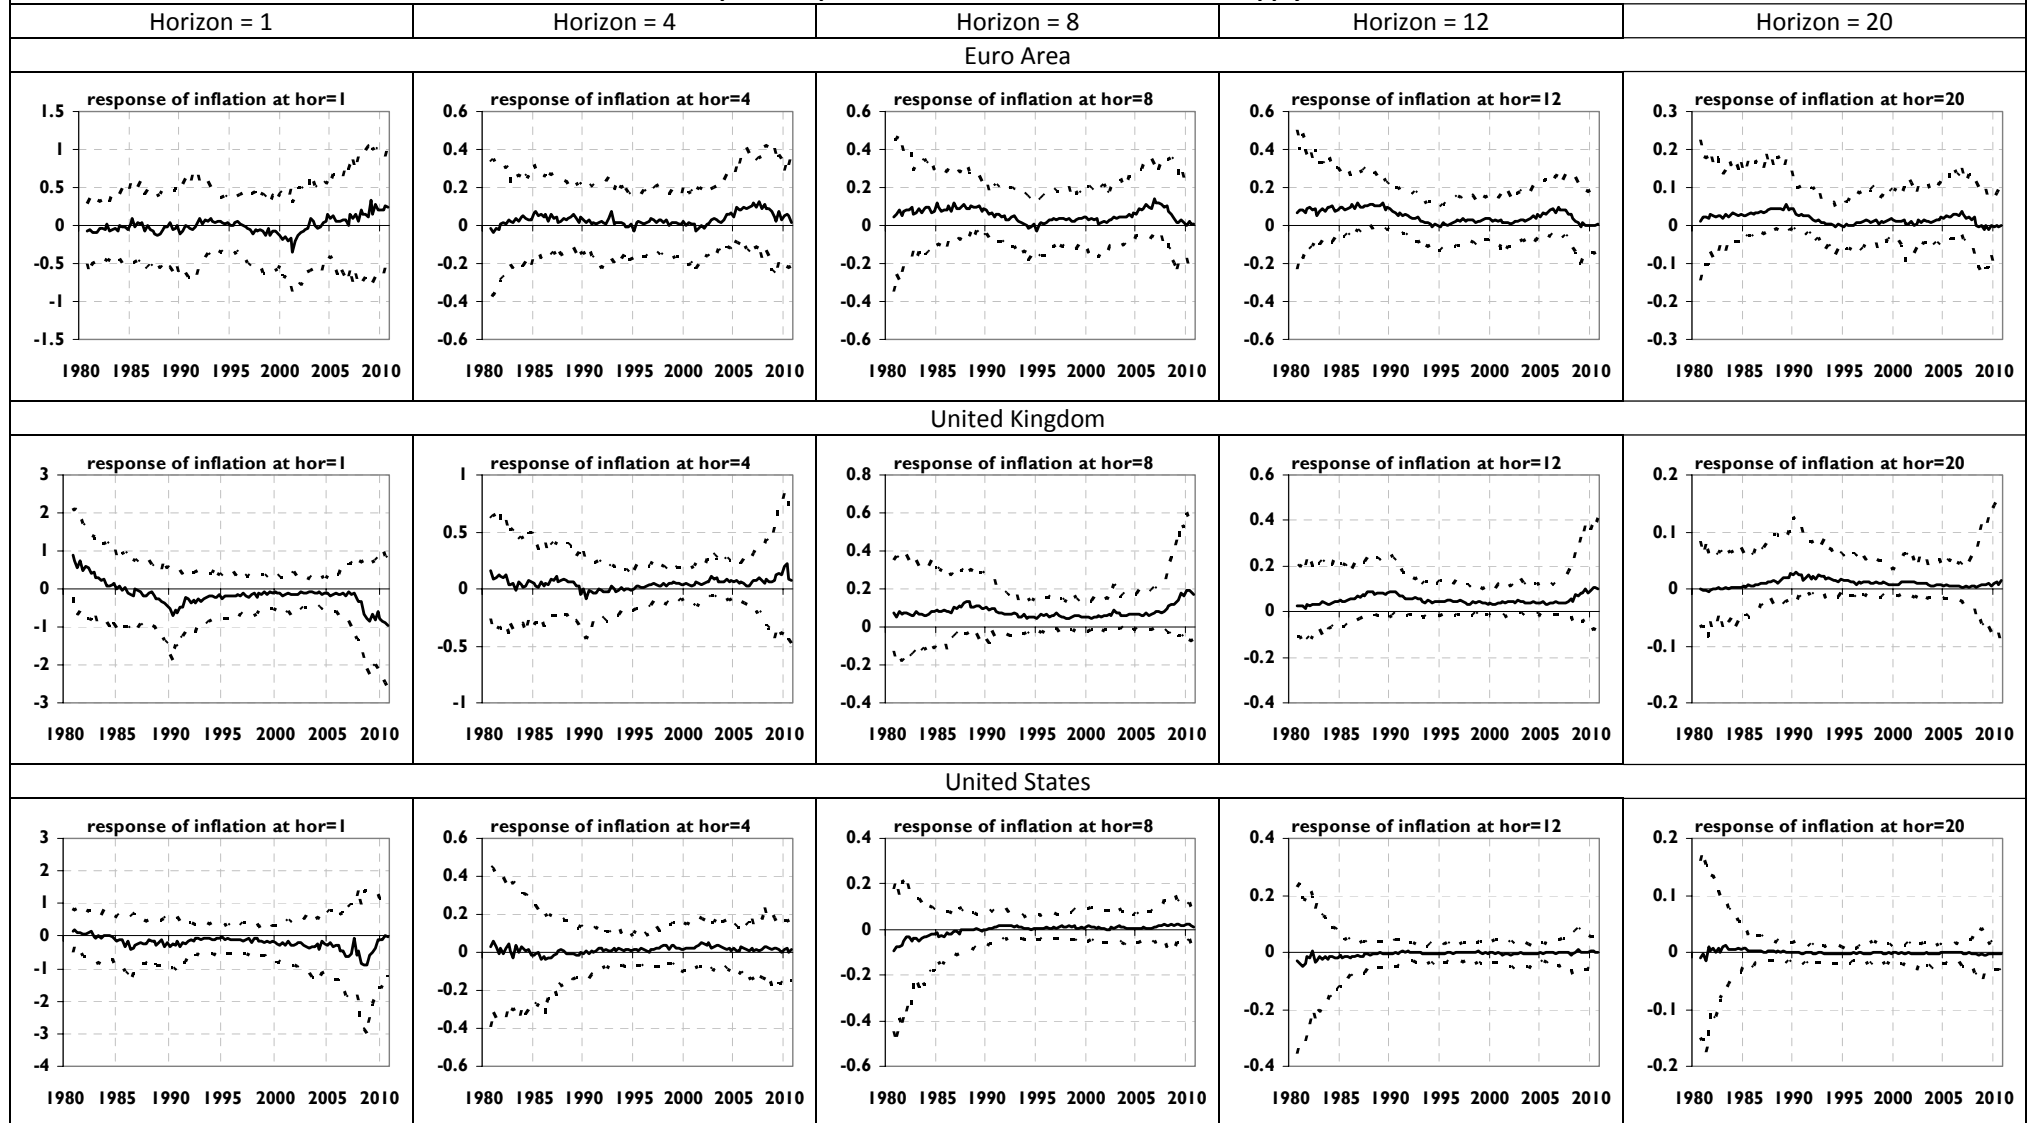 Horizon = 1 Horizon = 4 Horizon = 8 Horizon = 12 Horizon = 20
Euro Area
response of inflation at hor=1 response of inflation at hor=4 response of inflation at hor=8 response of inflation at hor=12 response of inflation at hor=20
1.5 0.6 0.6 0.6 0.3
1 0.4 0.4 0.4 0.2
0.5 0.2 0.2 0.2 0.1
0 0 0 0 0
-0.5 -0.2 -0.2 -0.2 -0.1
-1 -0.4 -0.4 -0.4 -0.2
-1.5 -0.6 -0.6 -0.6 -0.3
1980 1985 1990 1995 2000 2005 2010 1980 1985 1990 1995 2000 2005 2010 1980 1985 1990 1995 2000 2005 2010 1980 1985 1990 1995 2000 2005 2010 1980 1985 1990 1995 2000 2005 2010
United Kingdom
response of inflation at hor=1 response of inflation at hor=4 response of inflation at hor=8 response of inflation at hor=12 response of inflation at hor=20
3 1 0.8 0.6 0.2
2 0.6 0.4
1 0.5 0.4 0.2 0.1
0 0 0.2 0 0
-1 -0.5 0 -0.2 -0.1
-2 -0.2
-3 -1 -0.4 -0.4 -0.2
1980 1985 1990 1995 2000 2005 2010 1980 1985 1990 1995 2000 2005 2010 1980 1985 1990 1995 2000 2005 2010 1980 1985 1990 1995 2000 2005 2010 1980 1985 1990 1995 2000 2005 2010
United States
response of inflation at hor=1 response of inflation at hor=4 response of inflation at hor=8 response of inflation at hor=12 response of inflation at hor=20
3 0.6 0.4 0.4 0.2
2 0.4 0.2 0.2 0.1
1 0.2
0 0 0 0 0
-1 -0.2 -0.2 -0.2 -0.1
-2 -0.4 -0.4
-3
-4 -0.6 -0.6 -0.4 -0.2
1980 1985 1990 1995 2000 2005 2010 1980 1985 1990 1995 2000 2005 2010 1980 1985 1990 1995 2000 2005 2010 1980 1985 1990 1995 2000 2005 2010 1980 1985 1990 1995 2000 2005 2010